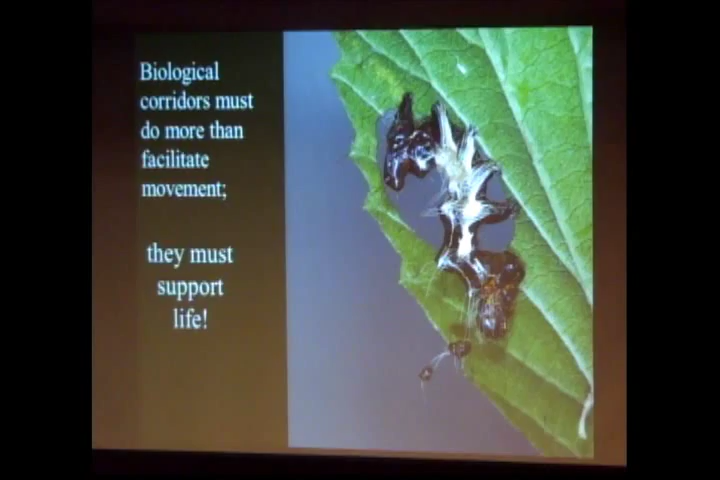 Biological
corridors must
do more than
facilitate
movement;
they must
support
life!